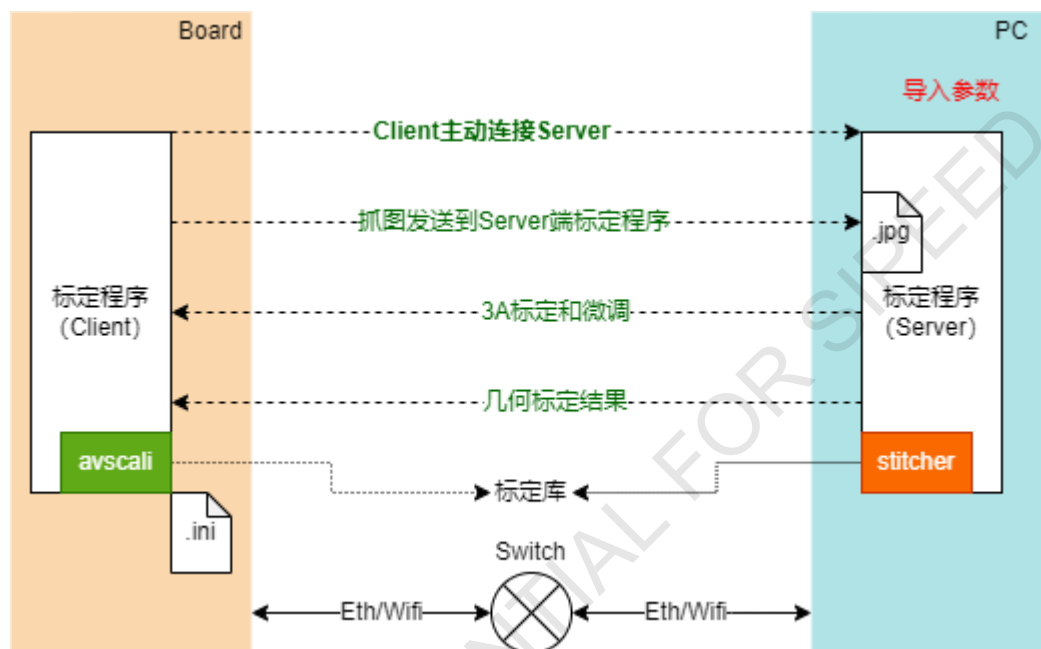 Board
PC
导入参数
Client主动连接Server
抓图发送到Server端标定程序
.jpg
标定程序
(Client)
3A标定和微调
标定程序
(Server)
几何标定结果
avscali
stitcher
标定库
.ini
Switch
Eth/Wifi
Eth/Wifi
NTIAL FOR SIPEED